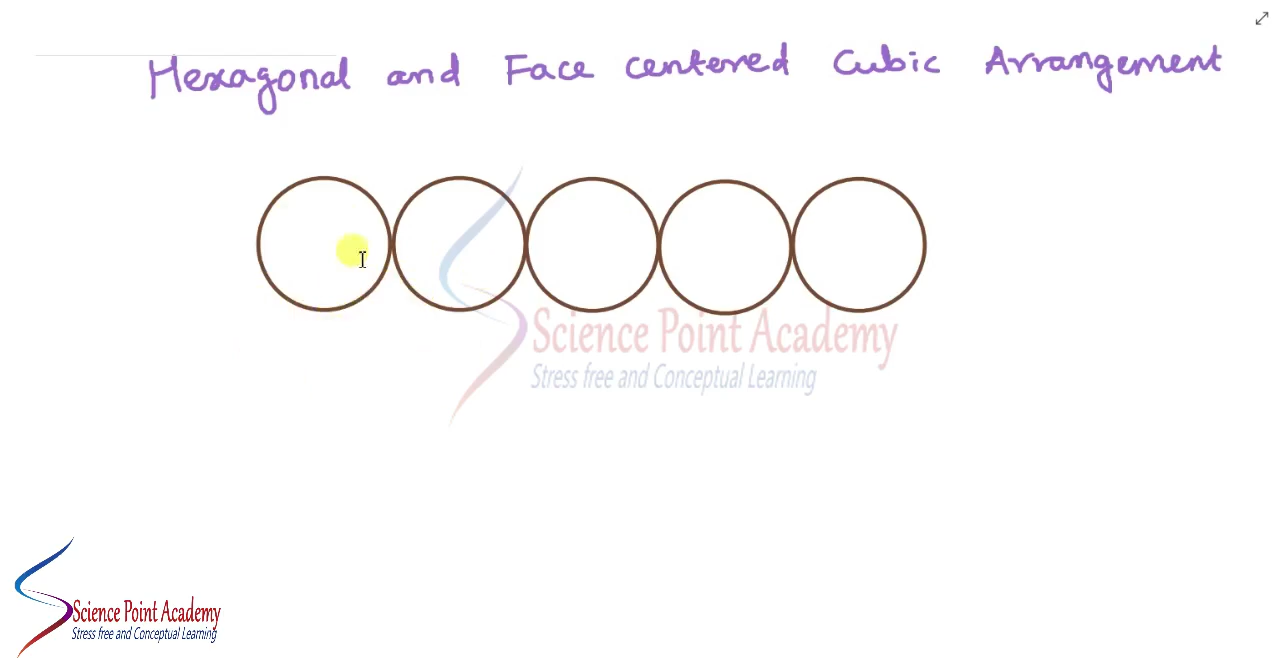 Hexagonal and Face centered Cubic Arrangement
Science Point Academy
Stress free and Conceptual Learning
Science Point Academy
Stress free and Conceptual Learning